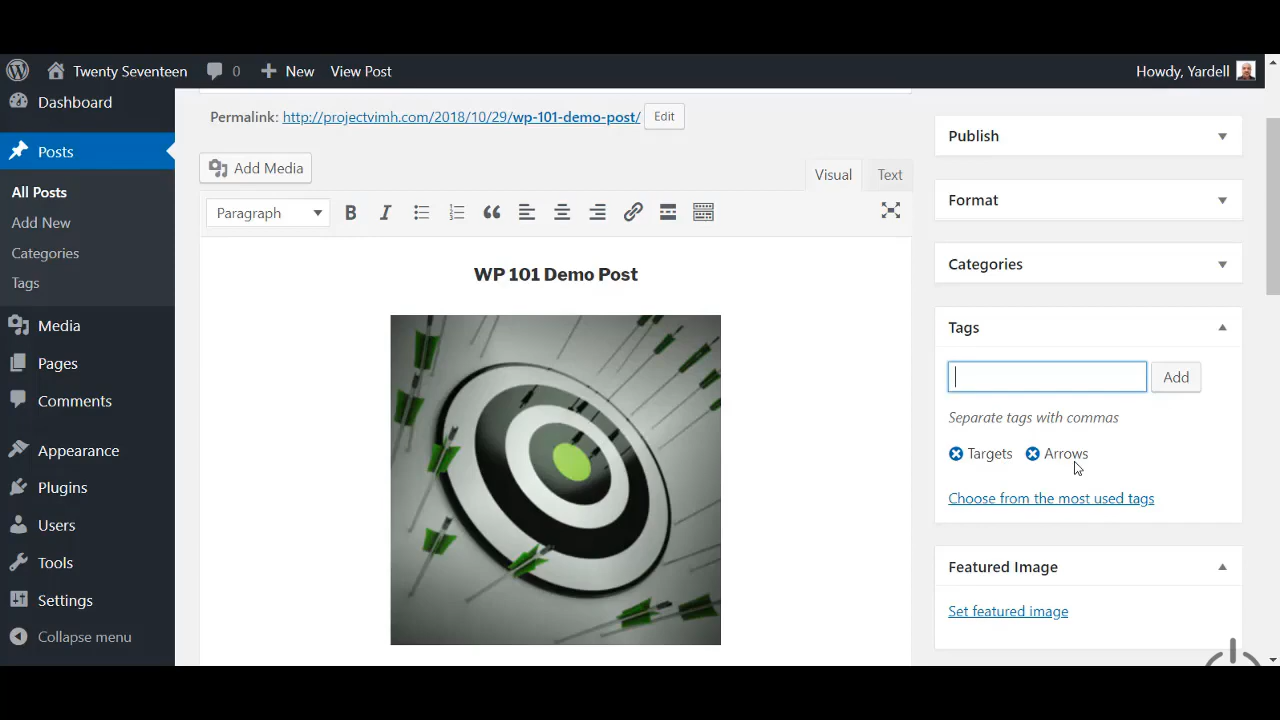 Twenty Seventeen 0 New View Post Howdy, Yardell
Dashboard
Posts
All Posts
Add New
Categories
Tags
Media
Pages
Comments
Appearance
Plugins
Users
Tools
Settings
Collapse menu
Permalink: http://projectvimh.com/2018/10/29/wp-101-demo-post/ Edit
Add Media
Visual Text
Paragraph
WP 101 Demo Post
Publish
Format
Categories
Tags
Add
Separate tags with commas
Targets Arrows
Choose from the most used tags
Featured Image
Set featured image